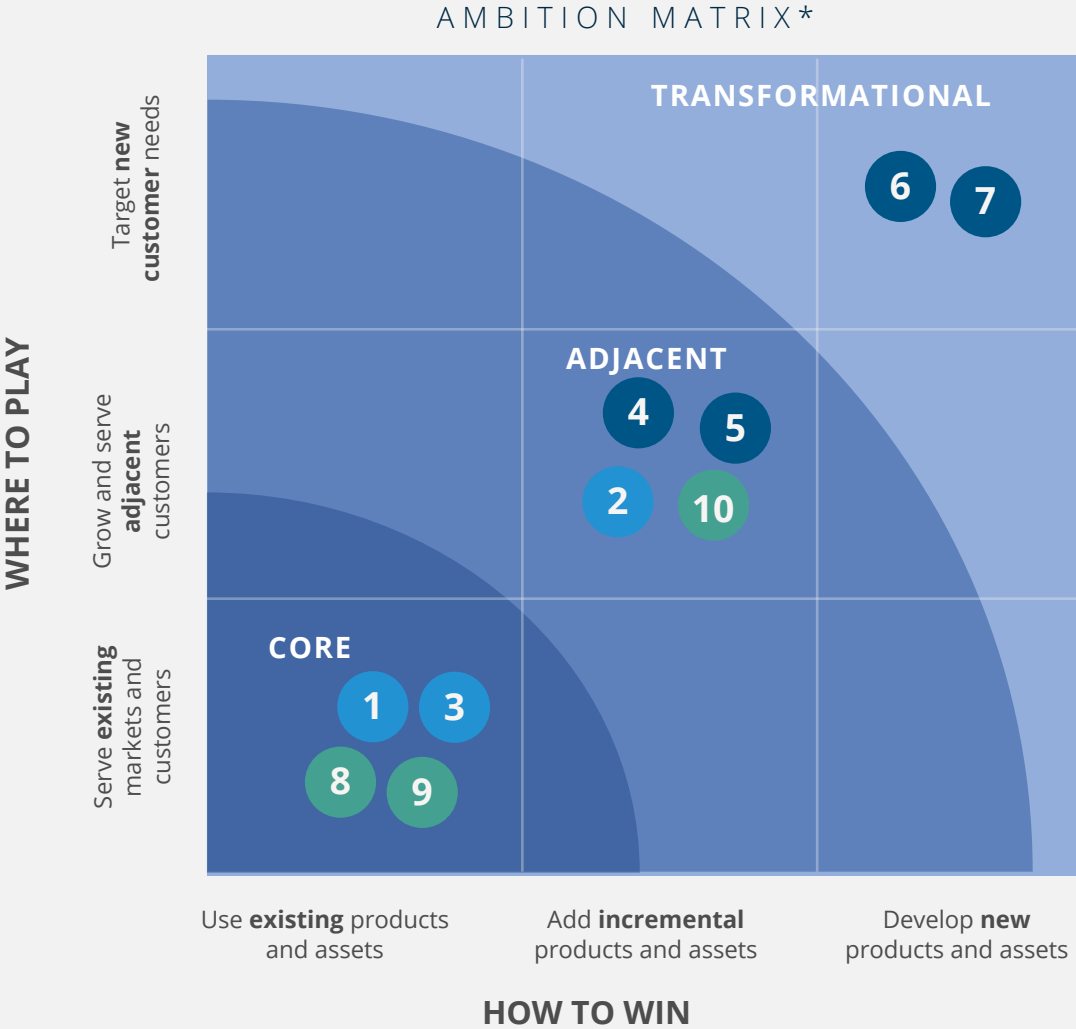 AMBITION MATRIX*
WHERE TO PLAY
Target new
customer needs
Grow and serve
adjacent
customers
Serve existing
markets and
customers
TRANSFORMATIONAL
6
7
ADJACENT
4
5
2
10
CORE
1
3
8
9
Use existing products
and assets
Add incremental
products and assets
Develop new
products and assets
HOW TO WIN